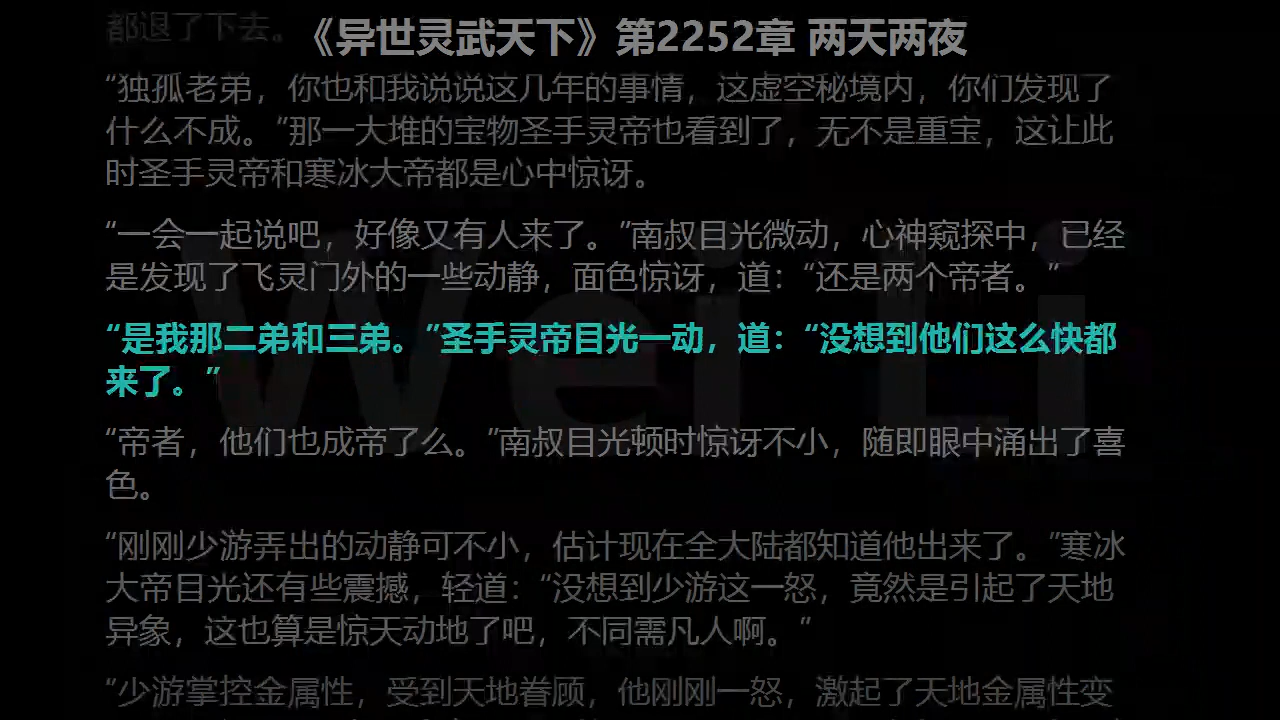 都退了下去。
《异世灵武天下》第2252章 两天两夜
“独孤老弟，你也和我说说这几年的事情，这虚空秘境内，你们发现了
什么不成。”那一大堆的宝物圣手灵帝也看到了，无不是重宝，这让此
时圣手灵帝和寒冰大帝都是心中惊讶。
“一会一起说吧，好像又有人来了。”南叔目光微动，心神窥探中，已经
是发现了飞灵门外的一些动静，面色惊讶，道：“还是两个帝者。”
“是我那二弟和三弟。”圣手灵帝目光一动，道：“没想到他们这么快都
来了。”
“帝者，他们也成帝了么。”南叔目光顿时惊讶不小，随即眼中涌出了喜
色。
“刚刚少游弄出的动静可不小，估计现在全大陆都知道他出来了。”寒冰
大帝目光还有些震撼，轻道：“没想到少游这一怒，竟然是引起了天地
异象，这也算是惊天动地了吧，不同需凡人啊。”
“少游掌控金属性，受到天地眷顾，他刚刚一怒，激起了天地金属性变
Wei Li